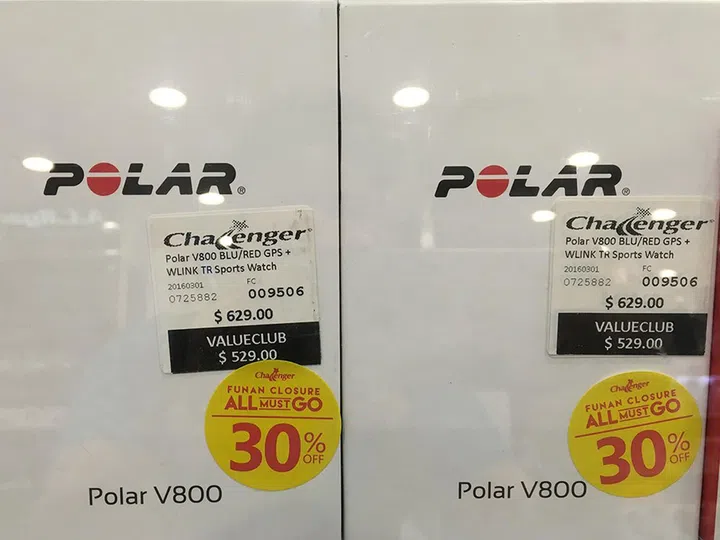 POLAR®
Challenger®
Polar V800 BLU/RED GPS +
WLINK TR Sports Watch
20160301 FC
0725882 009506
$ 629.00
VALUECLUB
$ 529.00
Challenger
FUNAN CLOSURE
ALL MUST GO
30% OFF
Polar V800
POLAR®
Challenger®
Polar V800 BLU/RED GPS +
WLINK TR Sports Watch
20160301 FC
0725882 009506
$ 629.00
VALUECLUB
$ 529.00
Challenger
FUNAN CLOSURE
ALL MUST GO
30% OFF
Polar V800